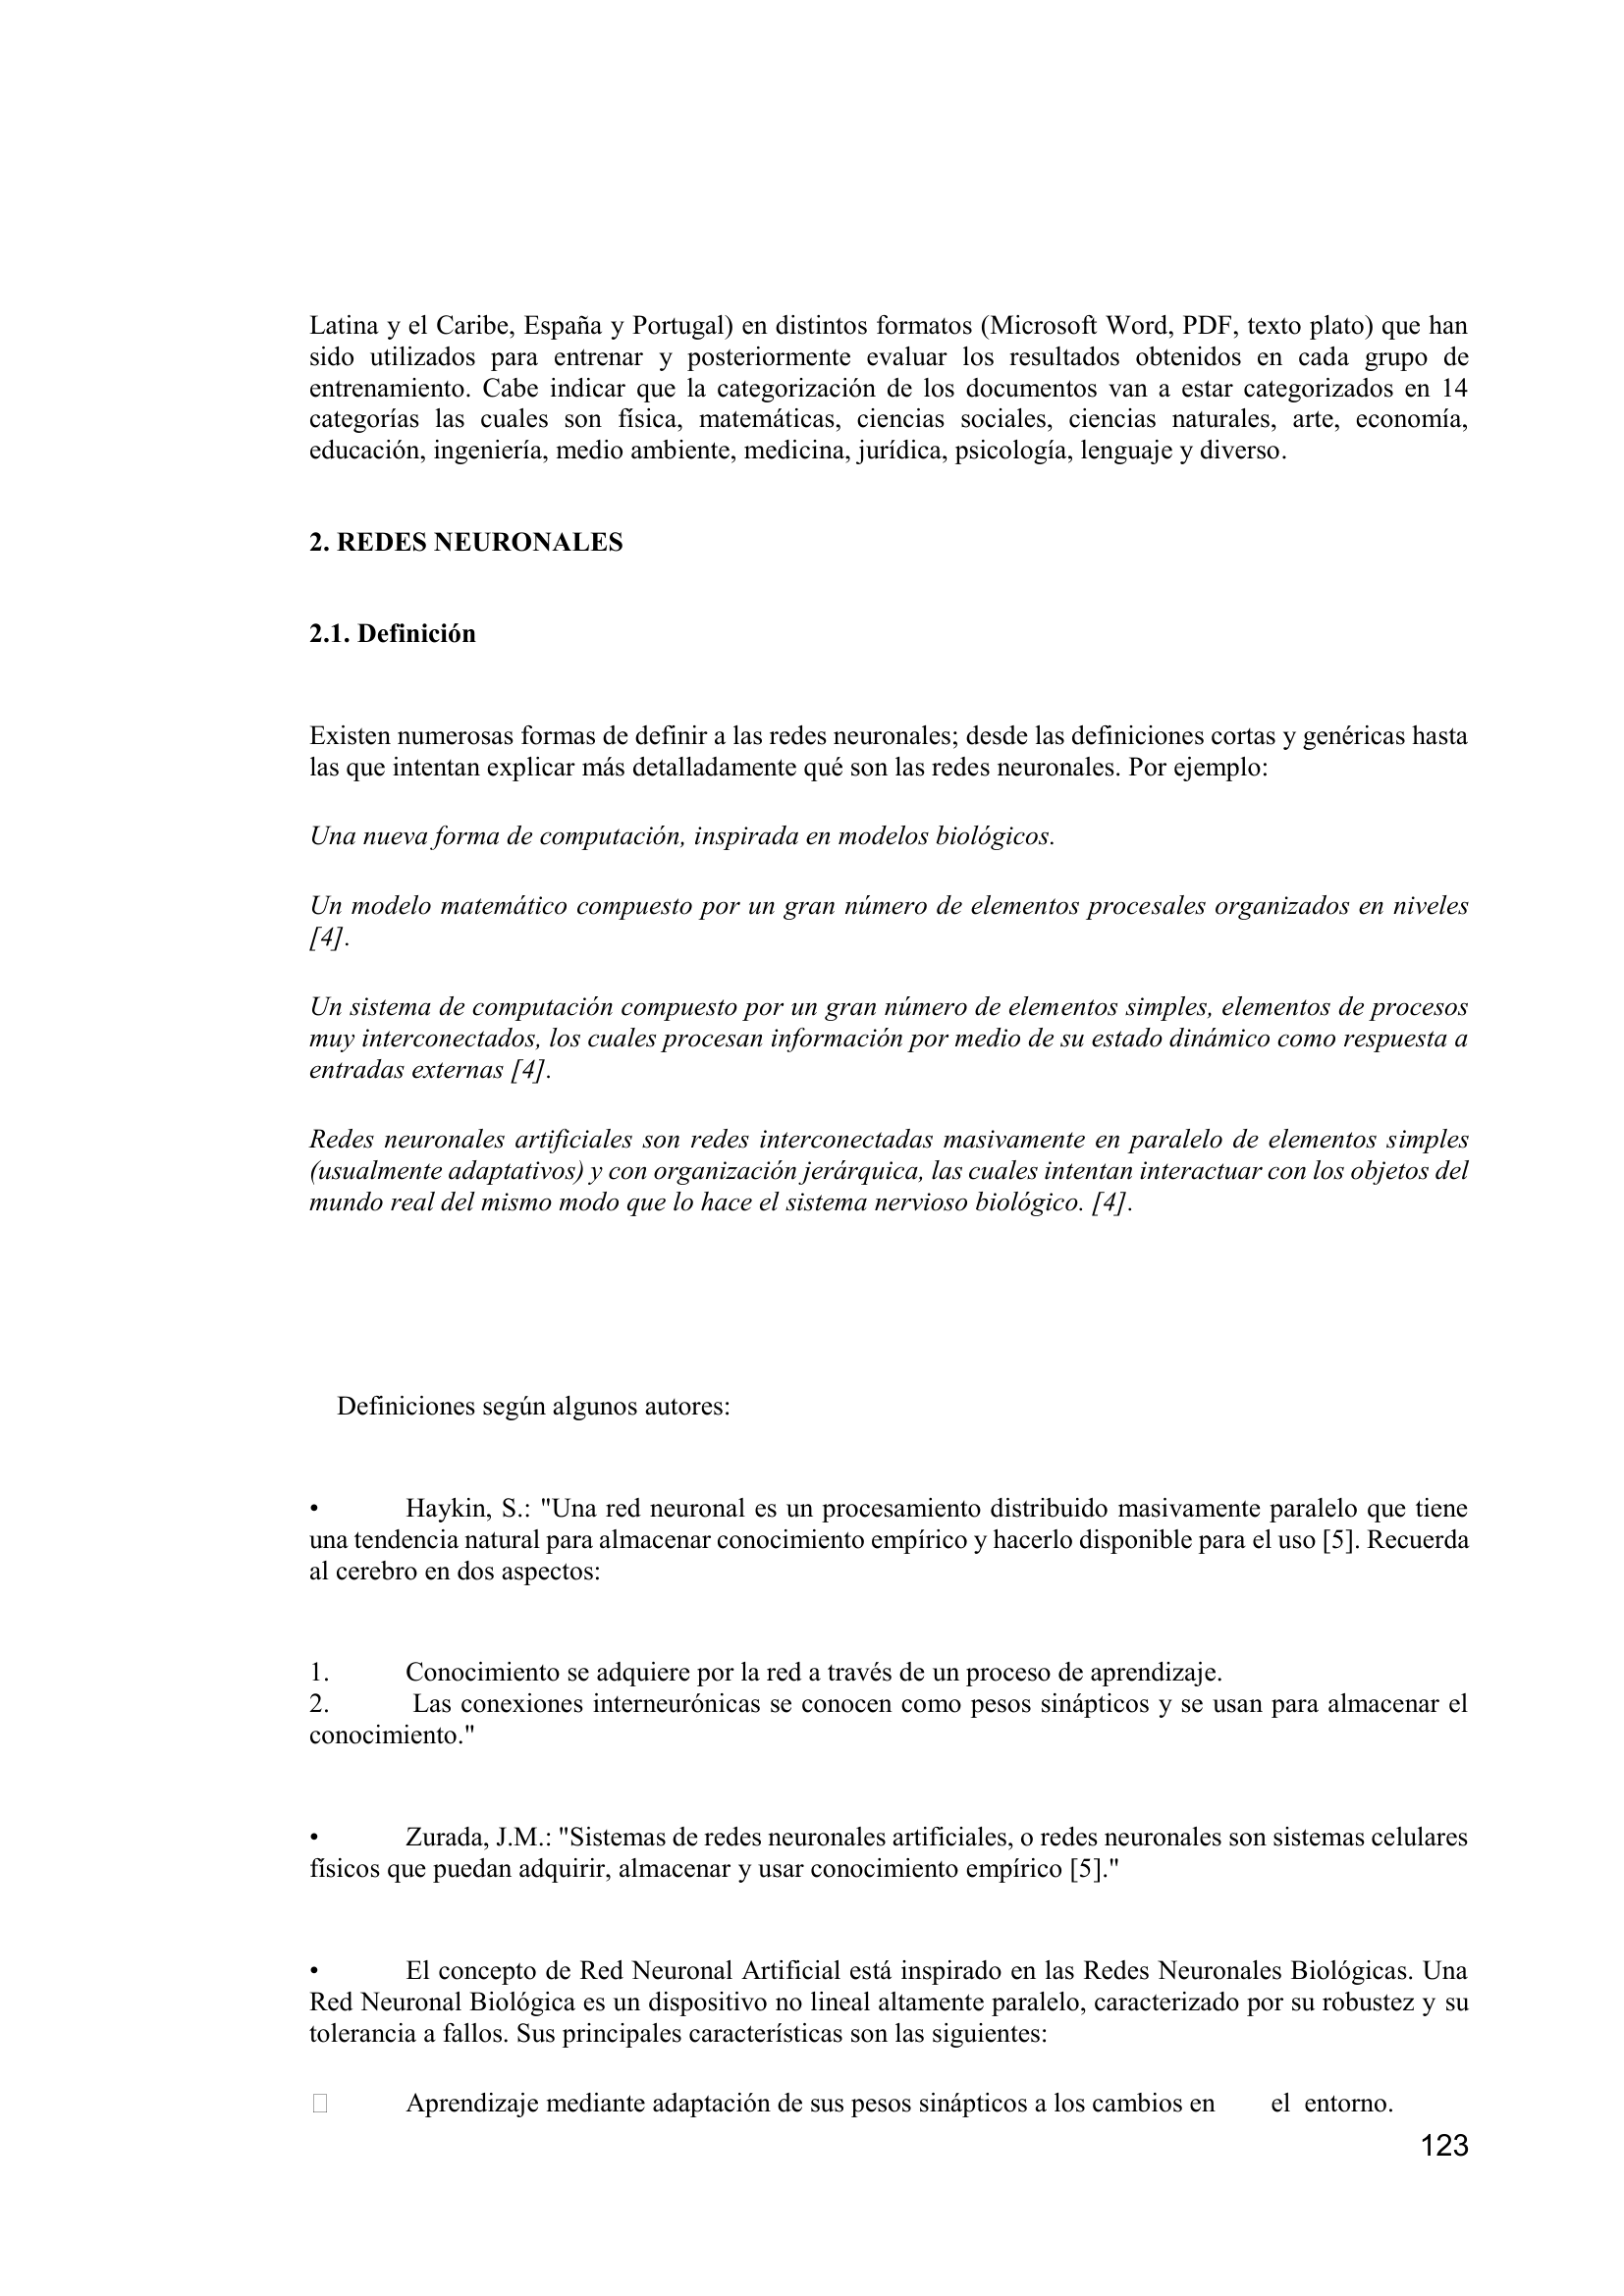 Latina y el Caribe, España y Portugal) en distintos formatos (Microsoft Word, PDF, texto plato) que han
sido utilizados para entrenar y posteriormente evaluar los resultados obtenidos en cada grupo de
entrenamiento. Cabe indicar que la categorización de los documentos van a estar categorizados en 14
categorías las cuales son física, matemáticas, ciencias sociales, ciencias naturales, arte, economía,
educación, ingeniería, medio ambiente, medicina, jurídica, psicología, lenguaje y diverso.
2. REDES NEURONALES
2.1. Definición
Existen numerosas formas de definir a las redes neuronales; desde las definiciones cortas y genéricas hasta
las que intentan explicar más detalladamente qué son las redes neuronales. Por ejemplo:
Una nueva forma de computación, inspirada en modelos biológicos.
Un modelo matemático compuesto por un gran número de elementos procesales organizados en niveles
[4].
Un sistema de computación compuesto por un gran número de elementos simples, elementos de procesos
muy interconectados, los cuales procesan información por medio de su estado dinámico como respuesta a
entradas externas [4].
Redes neuronales artificiales son redes interconectadas masivamente en paralelo de elementos simples
(usualmente adaptativos) y con organización jerárquica, las cuales intentan interactuar con los objetos del
mundo real del mismo modo que lo hace el sistema nervioso biológico. [4].
Definiciones según algunos autores:
• Haykin, S.: "Una red neuronal es un procesamiento distribuido masivamente paralelo que tiene
una tendencia natural para almacenar conocimiento empírico y hacerlo disponible para el uso [5]. Recuerda
al cerebro en dos aspectos:
1. Conocimiento se adquiere por la red a través de un proceso de aprendizaje.
2. Las conexiones interneurónicas se conocen como pesos sinápticos y se usan para almacenar el
conocimiento."
• Zurada, J.M.: "Sistemas de redes neuronales artificiales, o redes neuronales son sistemas celulares
físicos que puedan adquirir, almacenar y usar conocimiento empírico [5]."
• El concepto de Red Neuronal Artificial está inspirado en las Redes Neuronales Biológicas. Una
Red Neuronal Biológica es un dispositivo no lineal altamente paralelo, caracterizado por su robustez y su
tolerancia a fallos. Sus principales características son las siguientes:
Aprendizaje mediante adaptación de sus pesos sinápticos a los cambios en el entorno.
123